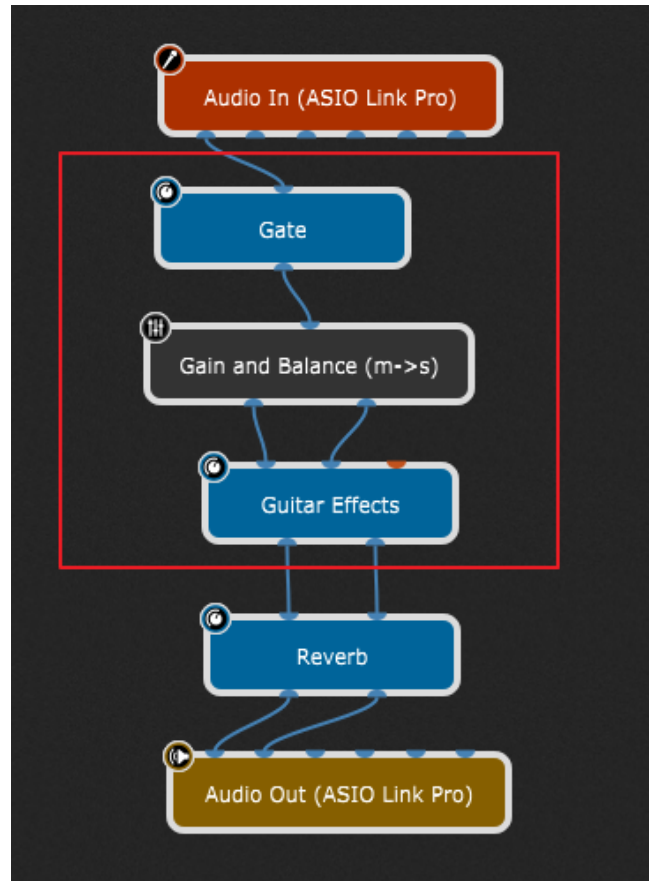 Audio In (ASIO Link Pro)
Gate
Gain and Balance (m->s)
Guitar Effects
Reverb
Audio Out (ASIO Link Pro)